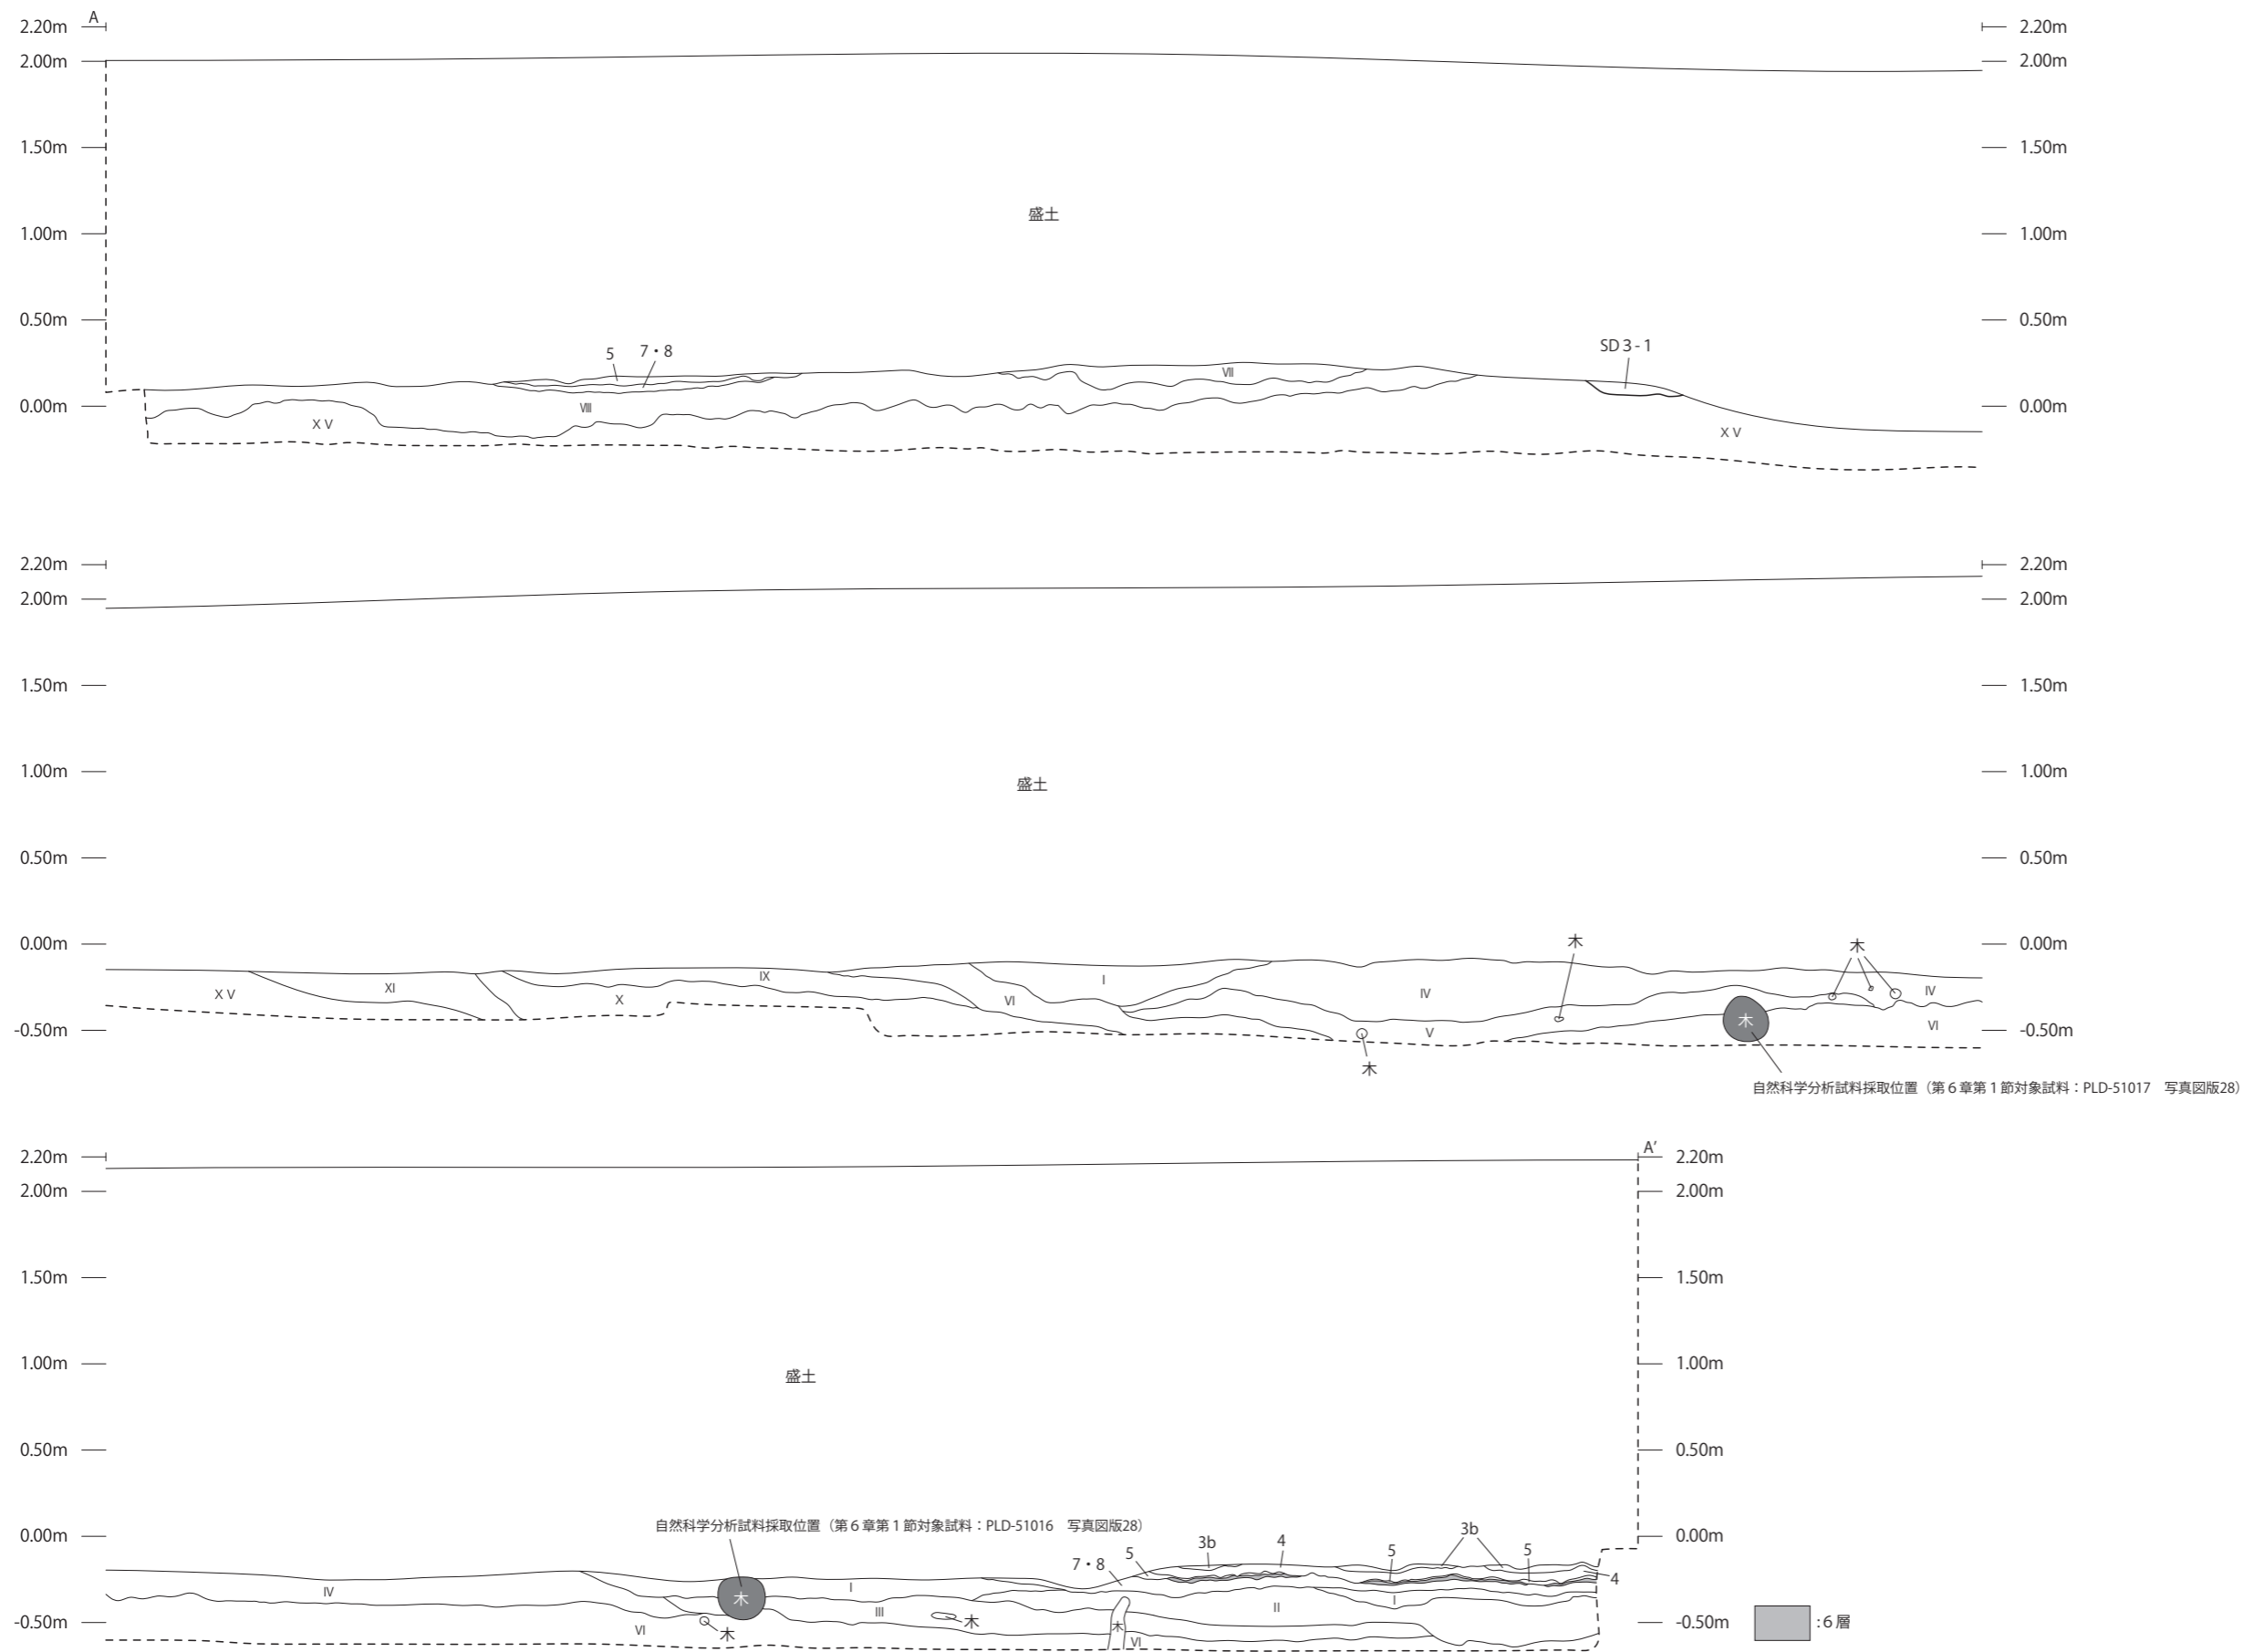 A
2.20m 2.20m
2.00m 2.00m
1.50m 1.50m
盛土
1.00m 1.00m
0.50m 0.50m
5 7・8 SD 3 - 1
Ⅶ
0.00m 0.00m
Ⅷ
ⅩⅤ ⅩⅤ
2.20m 2.20m
2.00m 2.00m
1.50m 1.50m
盛土
1.00m 1.00m
0.50m 0.50m
0.00m 木 木 0.00m
ⅩⅤ Ⅺ Ⅹ Ⅸ Ⅵ Ⅰ Ⅳ Ⅳ
-0.50m Ⅴ 木 Ⅵ -0.50m
木
自然科学分析試料採取位置（第６章第１節対象試料：PLD-51017 写真図版28）
A’
2.20m 2.20m
2.00m 2.00m
1.50m 1.50m
盛土
1.00m 1.00m
0.50m 0.50m
自然科学分析試料採取位置（第６章第１節対象試料：PLD-51016 写真図版28）
0.00m 0.00m
7・8 5 3b 4 5 3b 5 4
Ⅳ 木 Ⅰ Ⅲ 木 Ⅱ Ⅰ
-0.50m Ⅵ 木 木 Ⅵ -0.50m
：６層